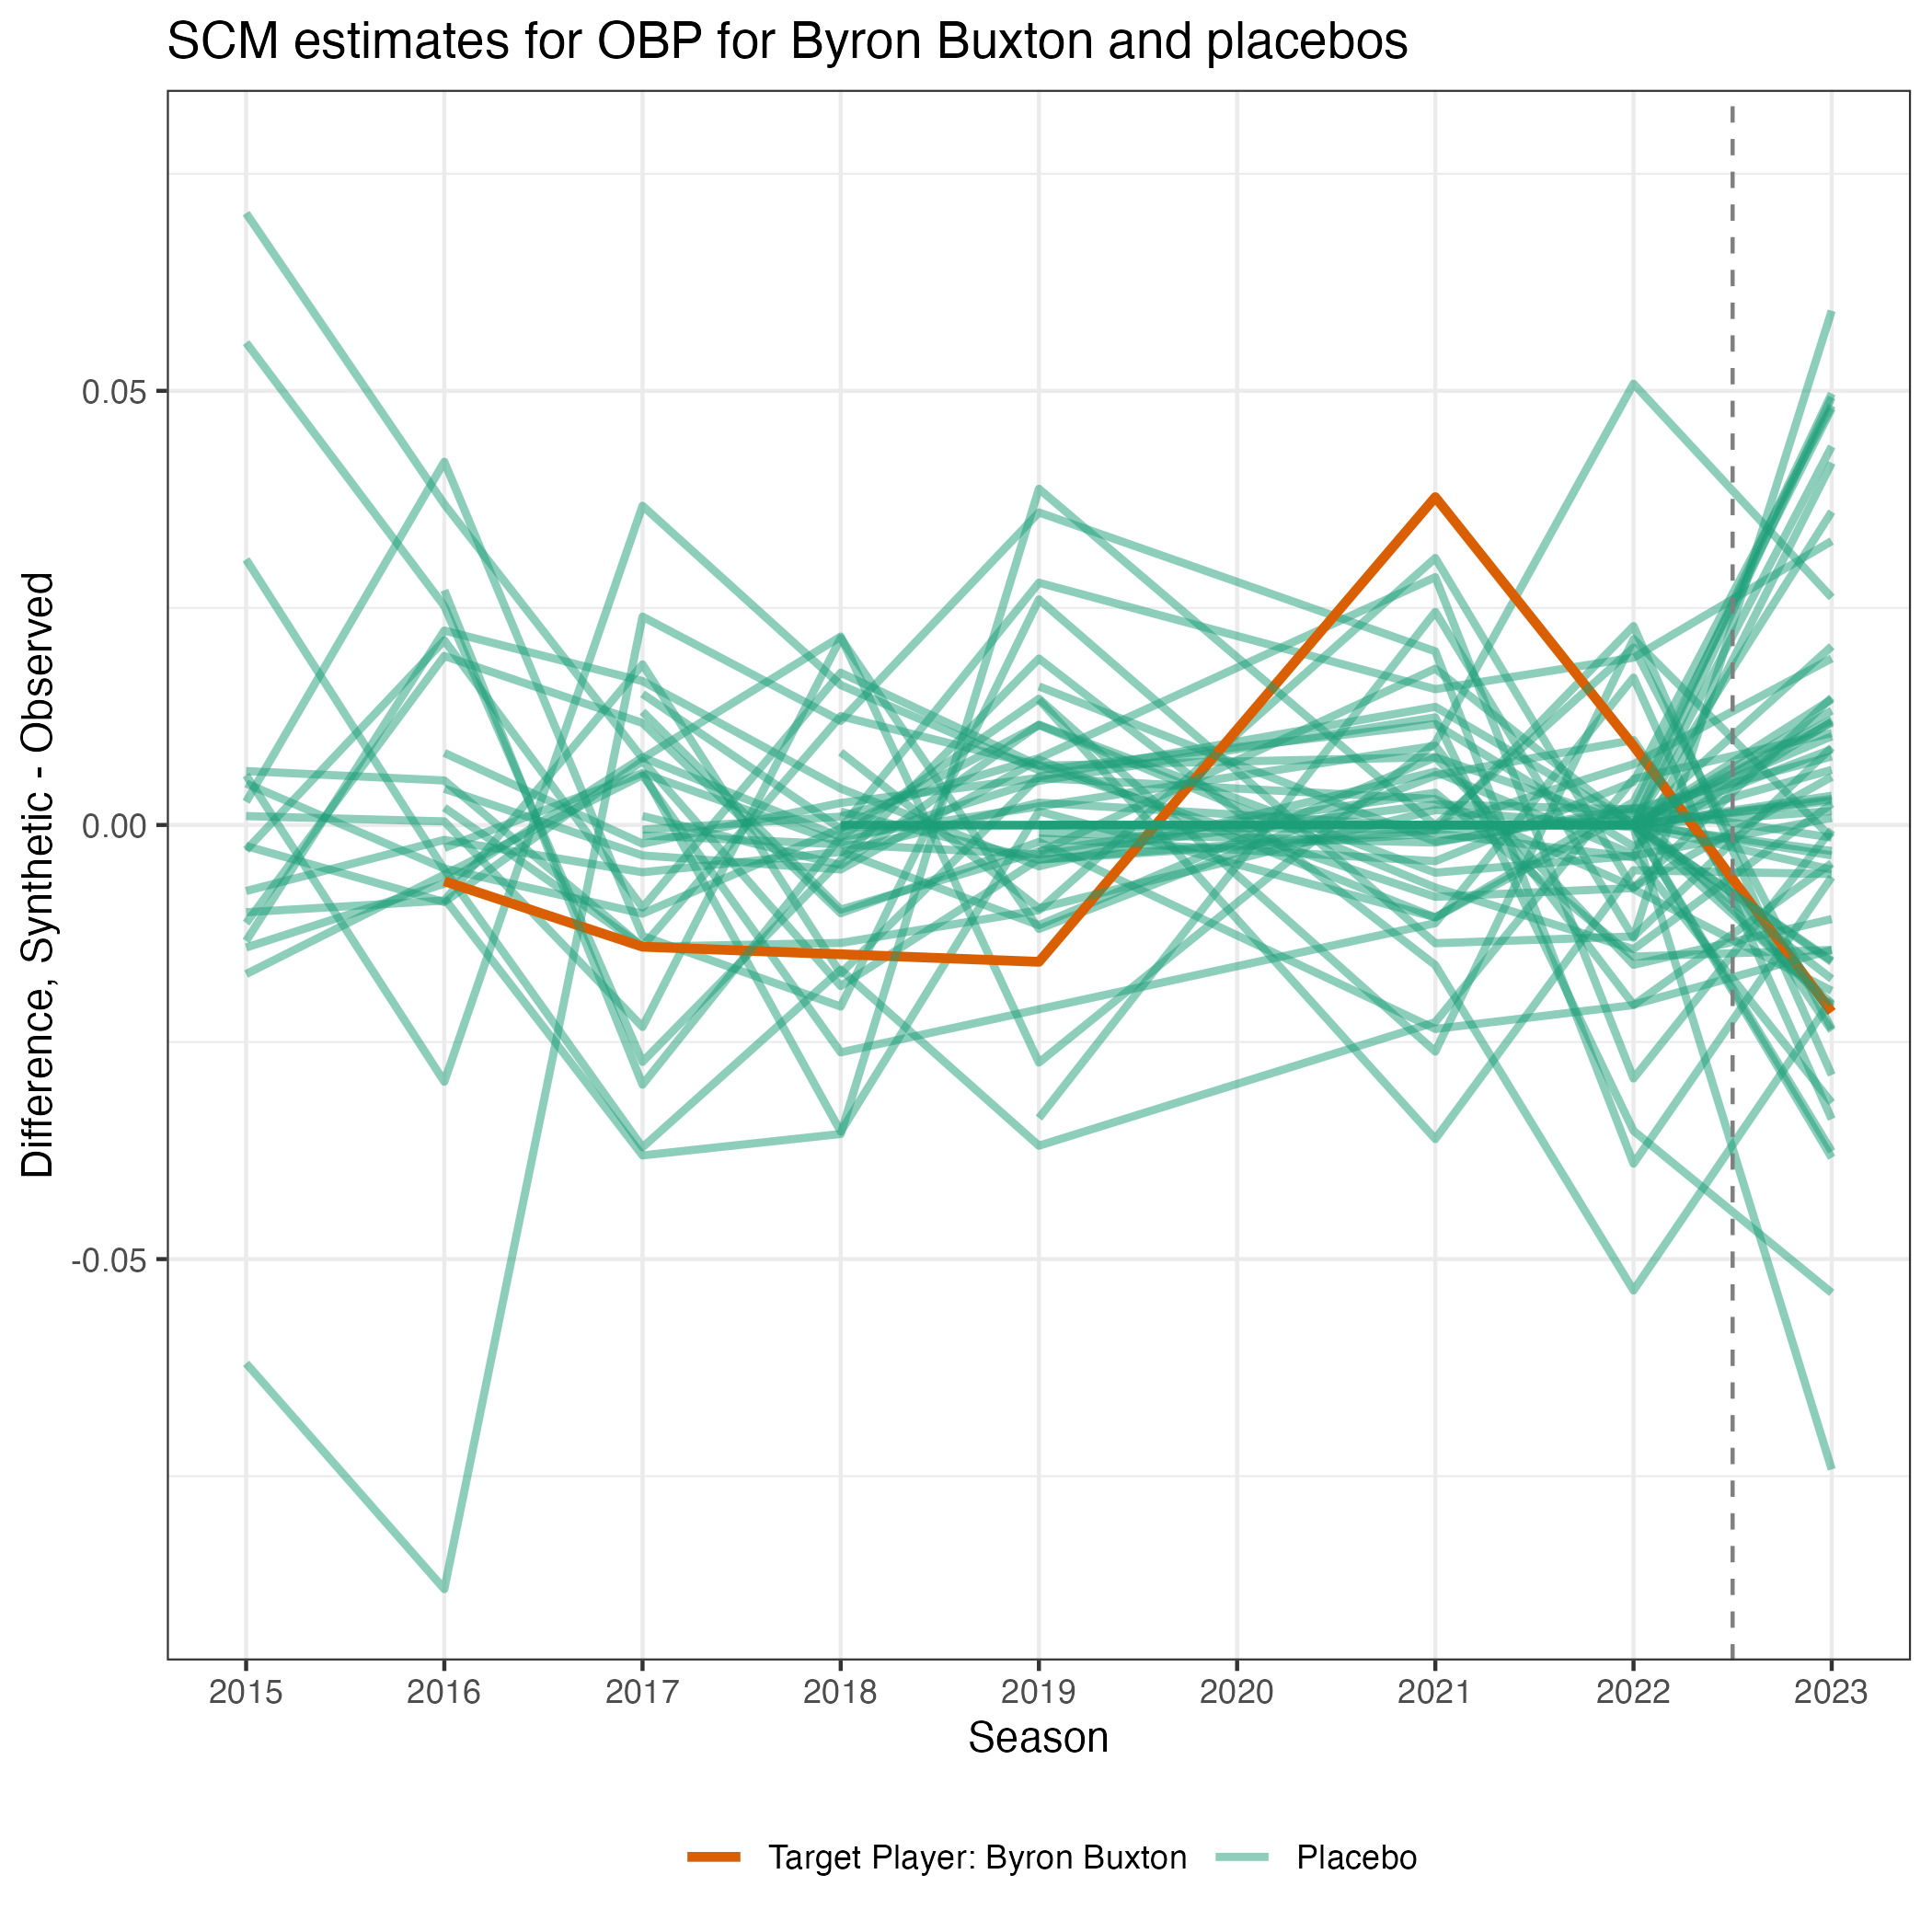 SCM estimates for OBP for Byron Buxton and placebos
Difference, Synthetic - Observed
0.05
0.00
-0.05
2015 2016 2017 2018 2019 2020 2021 2022 2023
Season
Target Player: Byron Buxton Placebo